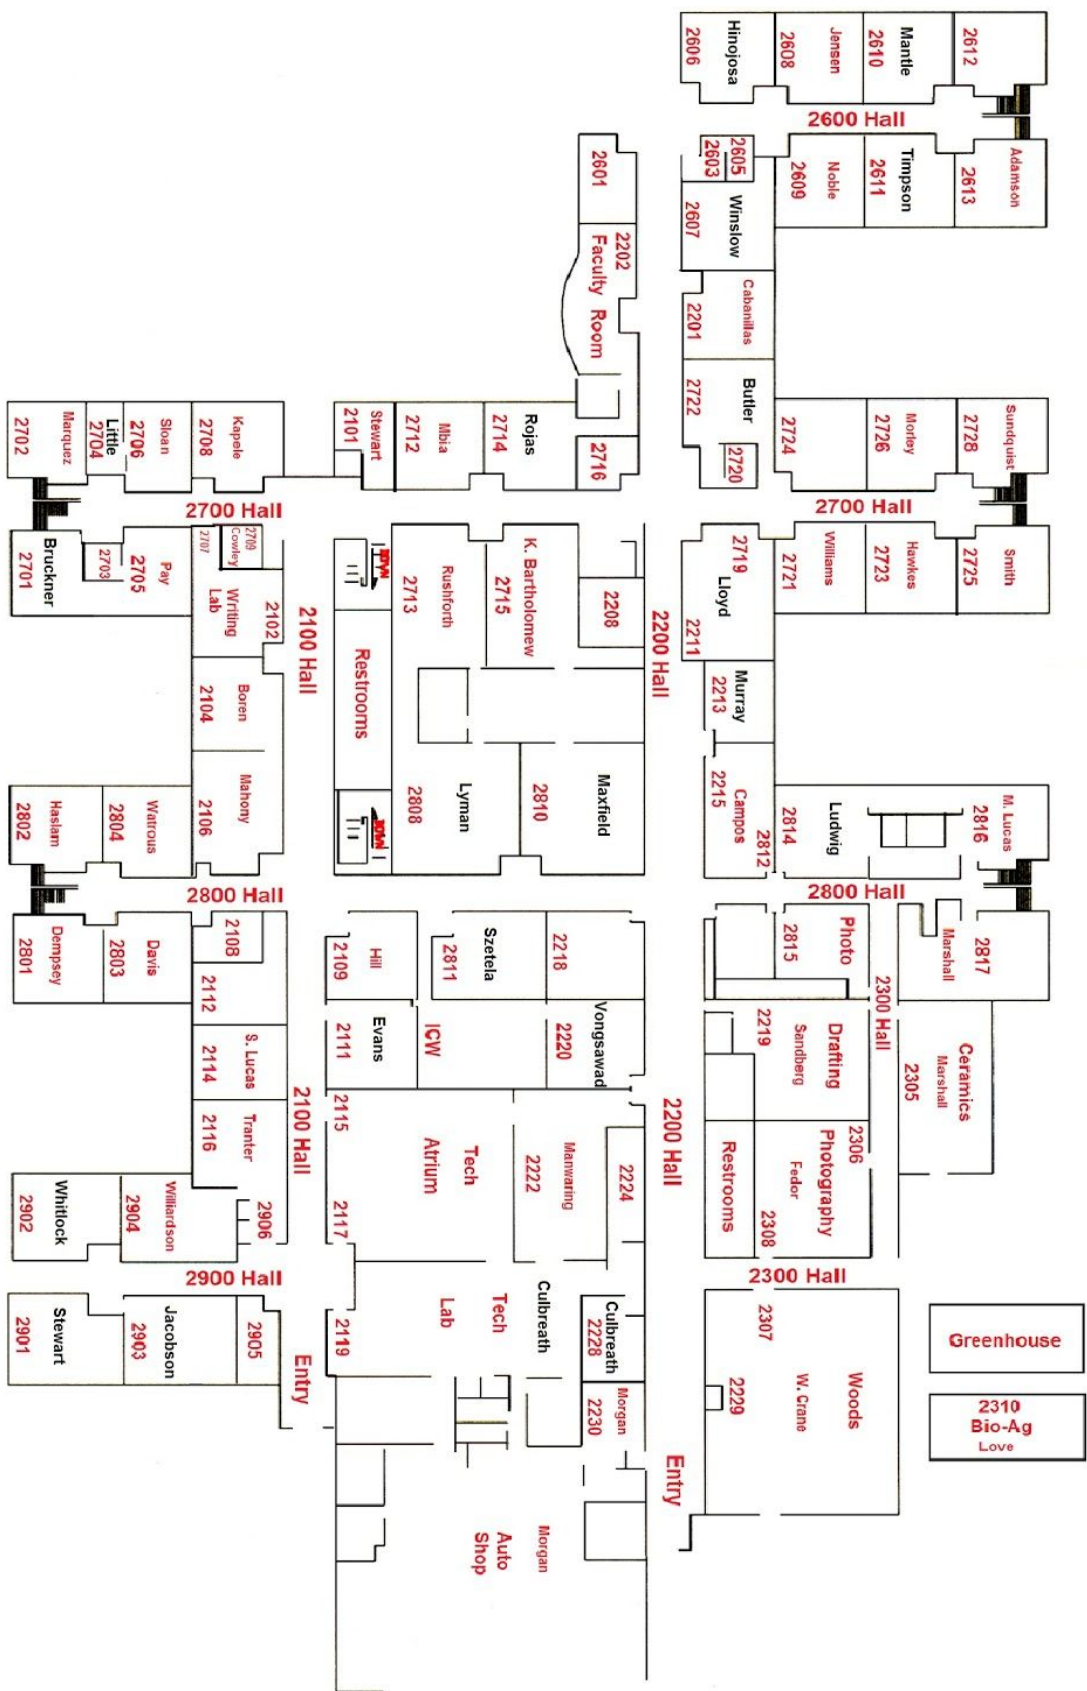 Hinojosa
2606
Jensen
2608
Mantle
2610
2612
2600 Hall
2605
2603
Winslow
2607
Noble
2609
Timpson
2611
Adamson
2613
2601
2202
Faculty Room
Cabanillas
2201
Butler
2722
2720
2724
Morley
2726
Sundquist
2728
Marquez
2702
Little
2704
2706
Sloan
Kapele
2708
Stewart
2101
Mbia
2712
Rojas
2714
2716
2700 Hall
2700 Hall
Bruckner
2701
2703
Pay
2705
2709
Cowley
2707
Writing
Lab
2102
2100 Hall
DOWN
Restrooms
DOWN
Rushforth
2713
K. Bartholomew
2715
2208
2200 Hall
2719
Lloyd
2211
Williams
2721
Hawkes
2723
Smith
2725
Murray
2213
Campos
2215
2812
Boren
2104
Mahony
2106
Haslam
2802
Watrous
2804
Lyman
2808
Maxfield
2810
Ludwig
2814
M. Lucas
2816
2800 Hall
2800 Hall
Dempsey
2801
Davis
2803
2108
2112
Hill
2109
Szetela
2811
2218
Photo
2815
2300 Hall
Marshall
2817
S. Lucas
2114
Evans
2111
ICW
Vongsawad
2220
Drafting
Sandberg
2219
Ceramics
Marshall
2305
Tranter
2116
2100 Hall
2115
Tech
Atrium
2117
Manwaring
2222
2224
2200 Hall
Restrooms
2306
Photography
Fedor
2308
Whitlock
2902
Williardson
2904
2906
2900 Hall
2300 Hall
Stewart
2901
Jacobson
2903
2905
Entry
2119
Tech
Lab
Culbreath
Culbreath
2228
Morgan
2230
Entry
2307
Woods
W. Crane
2229
Greenhouse
2310
Bio-Ag
Love
Morgan
Auto
Shop